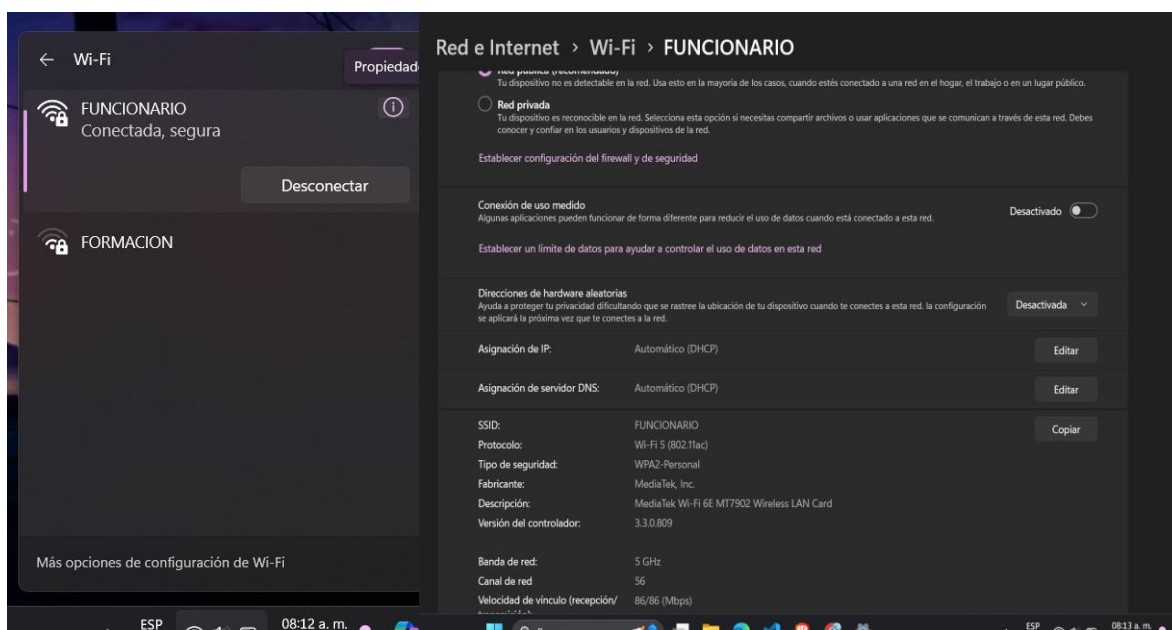 Wi-Fi
Propiedad
FUNCIONARIO
Conectada, segura
Desconectar
FORMACION
Más opciones de configuración de Wi-Fi
ESP
08:12 a. m.
Red e Internet > Wi-Fi > FUNCIONARIO
Red pública (recomendado)
Tu dispositivo no es detectable en la red. Usa esto en la mayoría de los casos, cuando estés conectado a una red en el hogar, el trabajo o en un lugar público.
Red privada
Tu dispositivo es reconocible en la red. Selecciona esta opción si necesitas compartir archivos o usar aplicaciones que se comunican a través de esta red. Debes
conocer y confiar en los usuarios y dispositivos de la red.
Establecer configuración del firewall y de seguridad
Conexión de uso medido
Algunas aplicaciones pueden funcionar de forma diferente para reducir el uso de datos cuando está conectado a esta red.
Desactivado
Establecer un límite de datos para ayudar a controlar el uso de datos en esta red
Direcciones de hardware aleatorias
Ayuda a proteger tu privacidad dificultando que se rastree la ubicación de tu dispositivo cuando te conectes a esta red. la configuración
se aplicará la próxima vez que te conectes a la red.
Desactivada
Asignación de IP: Automático (DHCP) Editar
Asignación de servidor DNS: Automático (DHCP) Editar
SSID: FUNCIONARIO Copiar
Protocolo: Wi-Fi 5 (802.11ac)
Tipo de seguridad: WPA2-Personal
Fabricante: MediaTek, Inc.
Descripción: MediaTek Wi-Fi 6E MT7902 Wireless LAN Card
Versión del controlador: 3.3.0.809
Banda de red: 5 GHz
Canal de red 56
Velocidad de vínculo (recepción/ 86/86 (Mbps)
ESP
08:13 a. m.